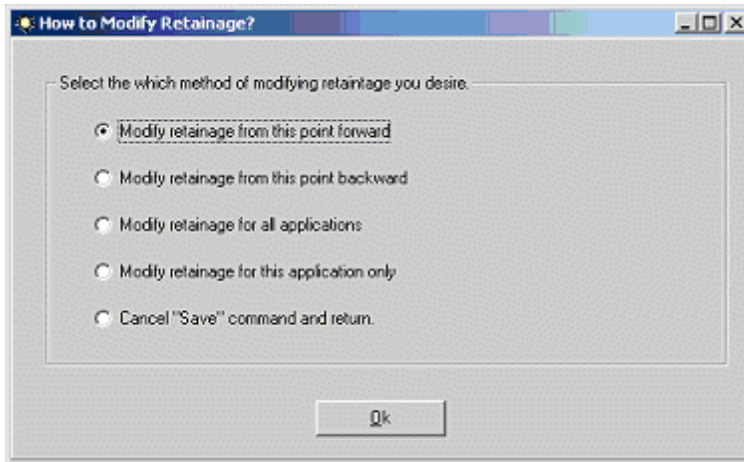 How to Modify Retainage?
Select the which method of modifying retaintage you desire.
Modify retainage from this point forward
Modify retainage from this point backward
Modify retainage for all applications
Modify retainage for this application only
Cancel "Save" command and return.
Ok